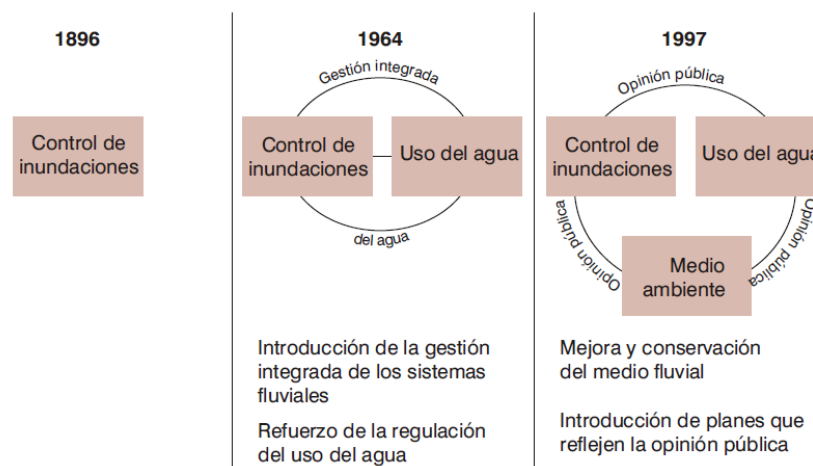 1896
Control de
inundaciones
1964
Gestión integrada
Control de
inundaciones
Uso del agua
del agua
Introducción de la gestión
integrada de los sistemas
fluviales
Refuerzo de la regulación
del uso del agua
1997
Opinión pública
Control de
inundaciones
Uso del agua
Opinión pública
Opinión pública
Medio
ambiente
Mejora y conservación
del medio fluvial
Introducción de planes que
reflejen la opinión pública